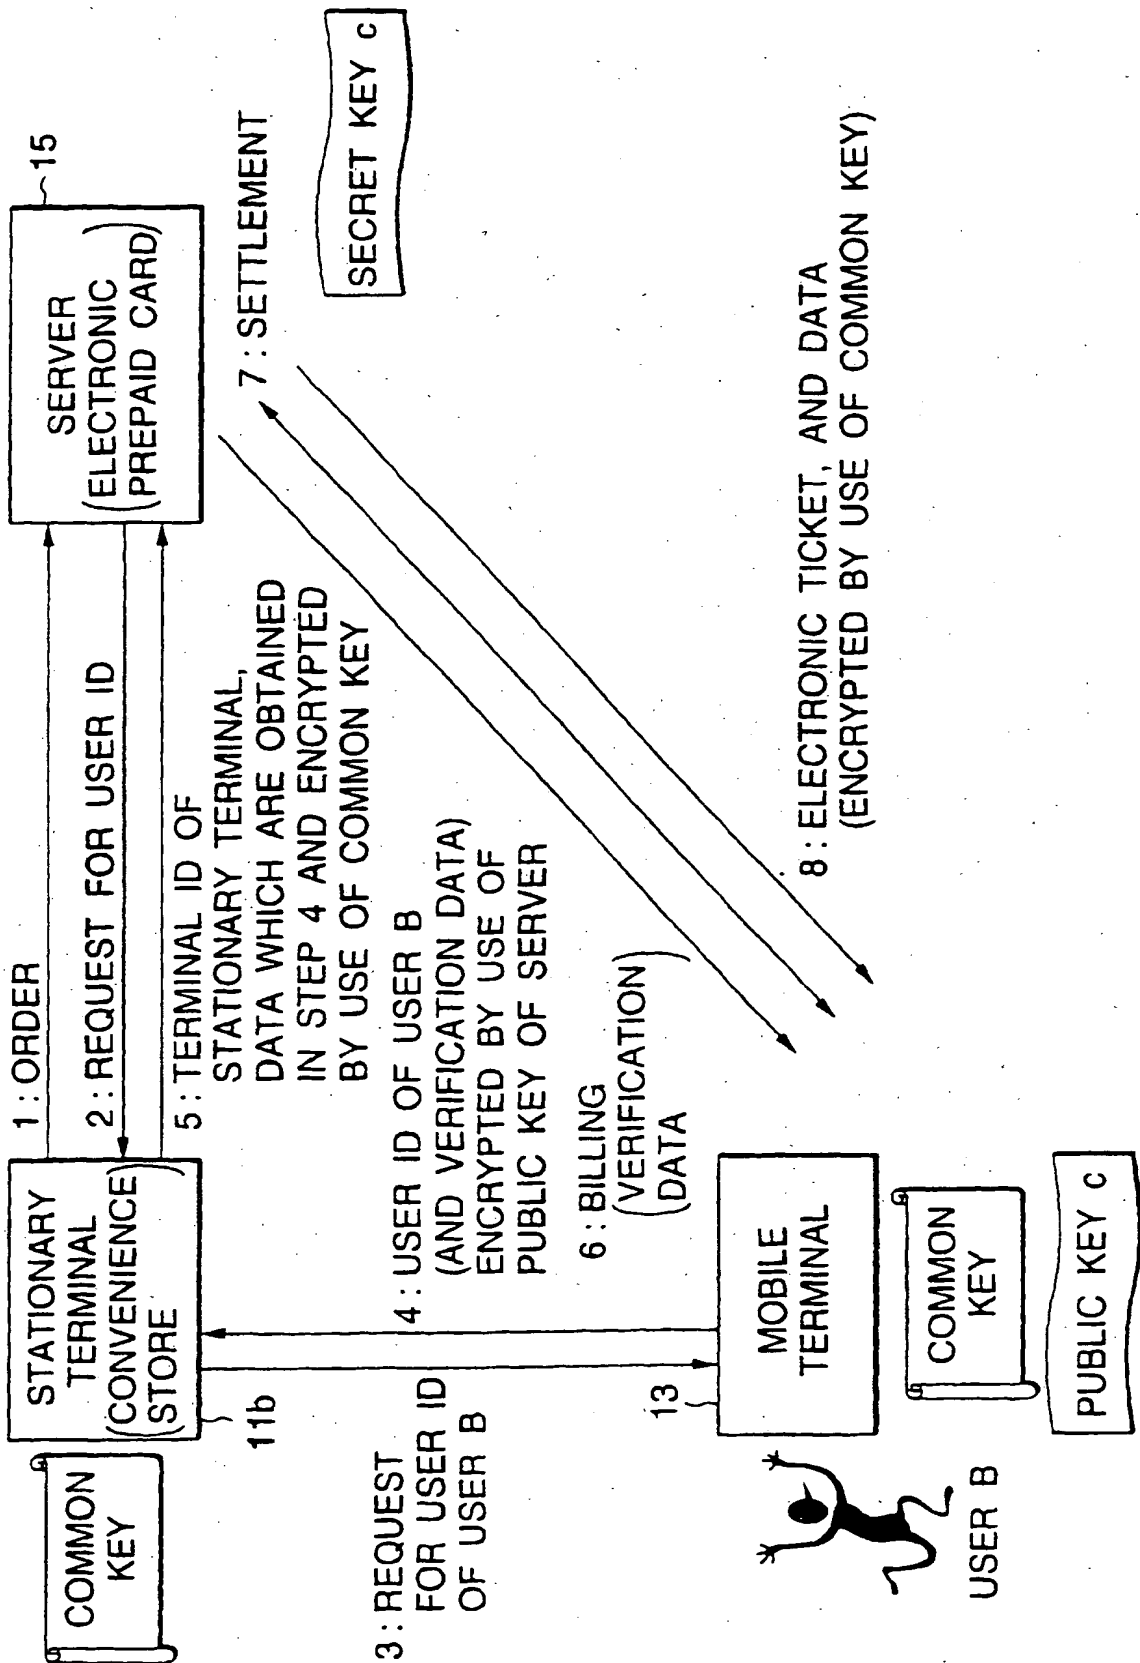 COMMON
KEY
STATIONARY
TERMINAL
(CONVENIENCE
STORE)
11b
1 : ORDER
2 : REQUEST FOR USER ID
5 : TERMINAL ID OF
STATIONARY TERMINAL,
DATA WHICH ARE OBTAINED
IN STEP 4 AND ENCRYPTED
BY USE OF COMMON KEY
SERVER
(ELECTRONIC
PREPAID CARD)
15
7 : SETTLEMENT
SECRET KEY c
3 : REQUEST
FOR USER ID
OF USER B
4 : USER ID OF USER B
(AND VERIFICATION DATA)
ENCRYPTED BY USE OF
PUBLIC KEY OF SERVER
6 : BILLING
(VERIFICATION
DATA)
13
MOBILE
TERMINAL
8 : ELECTRONIC TICKET, AND DATA
(ENCRYPTED BY USE OF COMMON KEY)
USER B
COMMON
KEY
PUBLIC KEY c